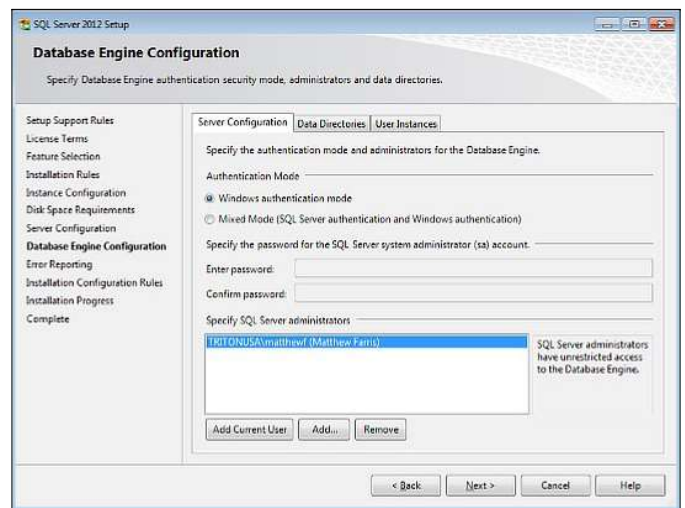 SQL Server 2012 Setup
Database Engine Configuration
Specify Database Engine authentication security mode, administrators and data directories.
Setup Support Rules
License Terms
Feature Selection
Installation Rules
Instance Configuration
Disk Space Requirements
Server Configuration
Database Engine Configuration
Error Reporting
Installation Configuration Rules
Installation Progress
Complete
Server Configuration
Data Directories
User Instances
Specify the authentication mode and administrators for the Database Engine.
Authentication Mode
Windows authentication mode
Mixed Mode (SQL Server authentication and Windows authentication)
Specify the password for the SQL Server system administrator (sa) account.
Enter password:
Confirm password:
Specify SQL Server administrators
TRITONUSA\matthewf (Matthew Farris)
SQL Server administrators
have unrestricted access
to the Database Engine.
Add Current User
Add...
Remove
< Back
Next >
Cancel
Help